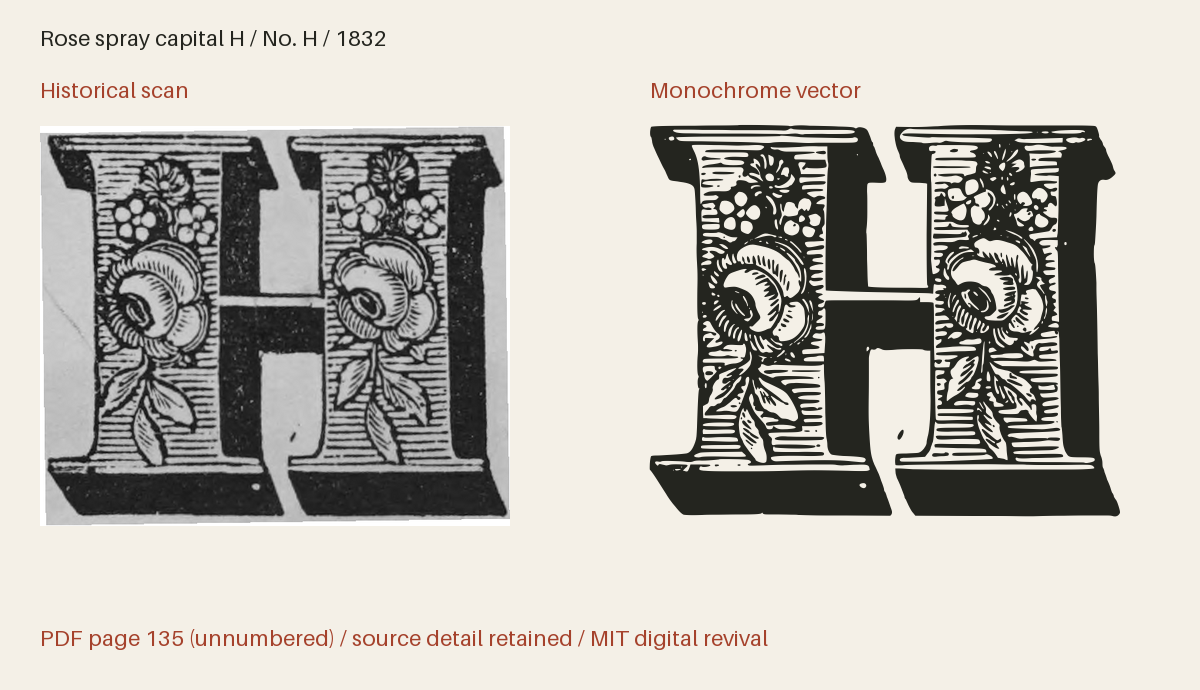 Rose spray capital H / No. H / 1832
Historical scan
Monochrome vector
H
H
PDF page 135 (unnumbered) / source detail retained / MIT digital revival